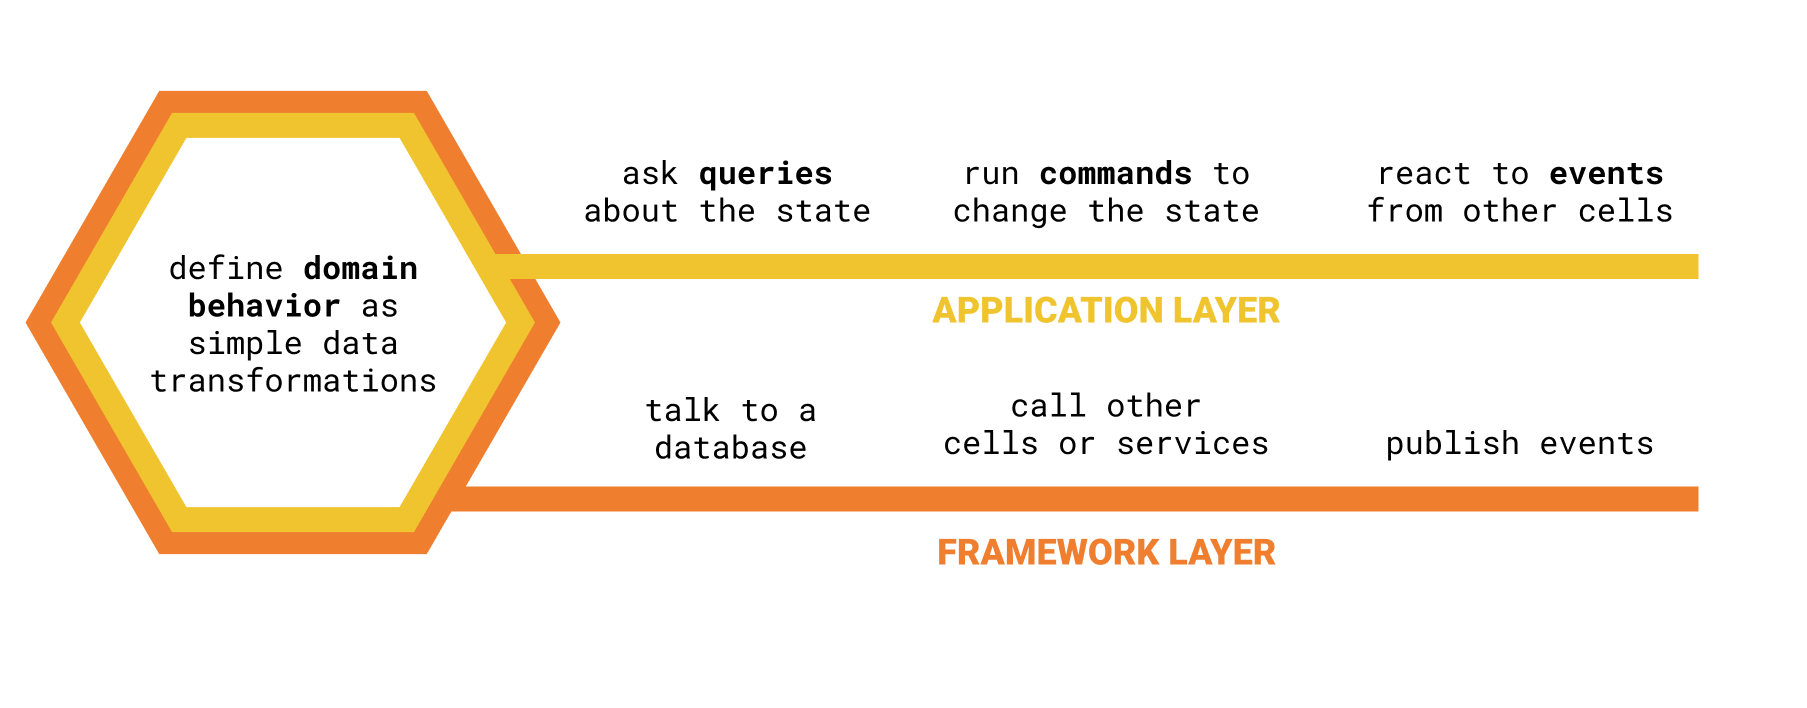 define domain
behavior as
simple data
transformations
ask queries
about the state
run commands to
change the state
react to events
from other cells
APPLICATION LAYER
talk to a
database
call other
cells or services
publish events
FRAMEWORK LAYER